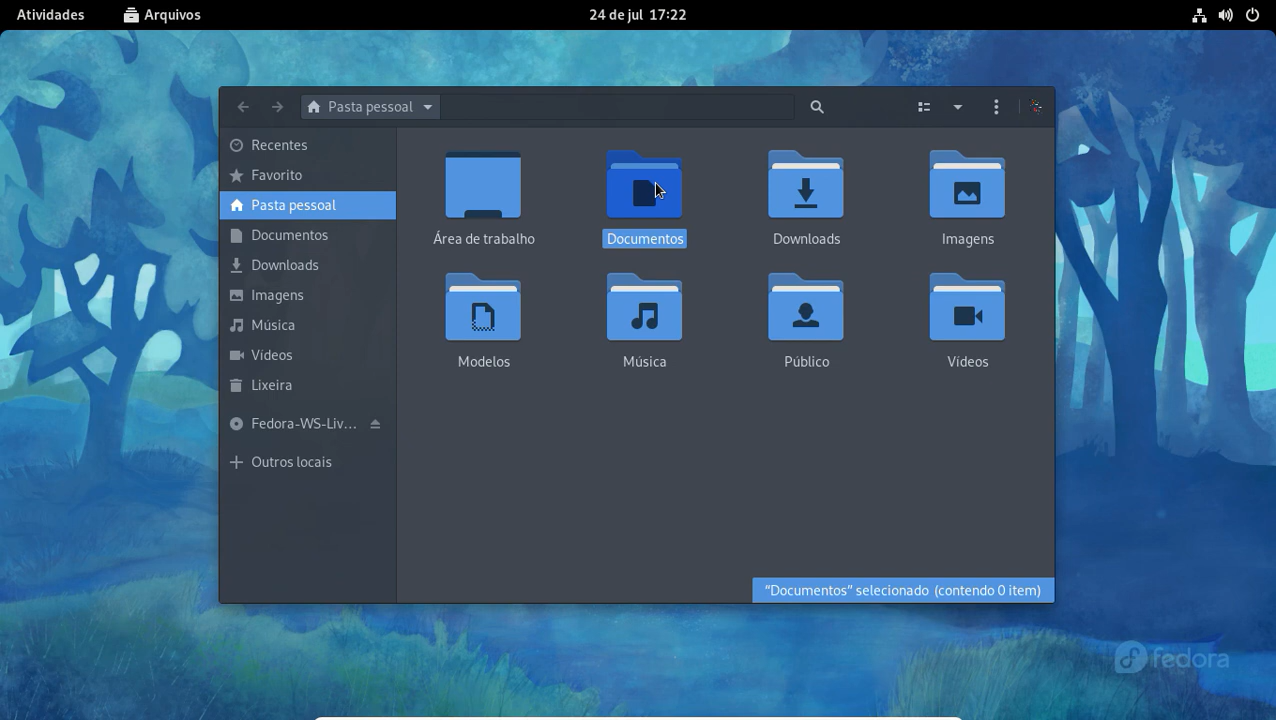 Atividades Arquivos 24 de jul 17:22
Pasta pessoal
Recentes
Favorito
Pasta pessoal
Documentos
Downloads
Imagens
Música
Vídeos
Lixeira
Fedora-WS-Liv...
Outros locais
Área de trabalho Documentos Downloads Imagens
Modelos Música Público Vídeos
“Documentos” selecionado (contendo 0 item)
fedora